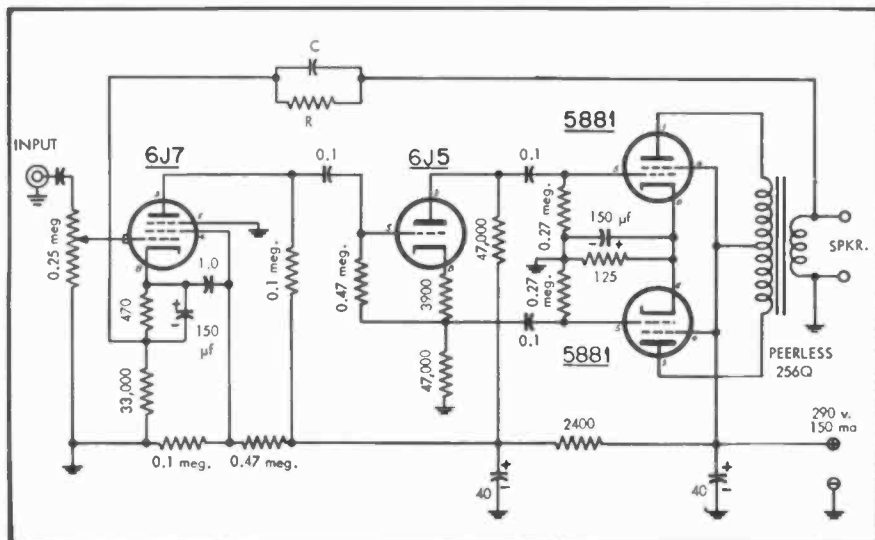 C
R
INPUT
0.25 meg
6J7
470
1.0
150 µf
33,000
0.1 meg.
0.47 meg.
0.1 meg.
0.1
0.47 meg.
6J5
3900
47,000
47,000
0.1
0.1
0.27 meg.
0.27 meg.
150 µf
125
5881
5881
PEERLESS
256Q
SPKR.
2400
40
40
290 v.
150 ma